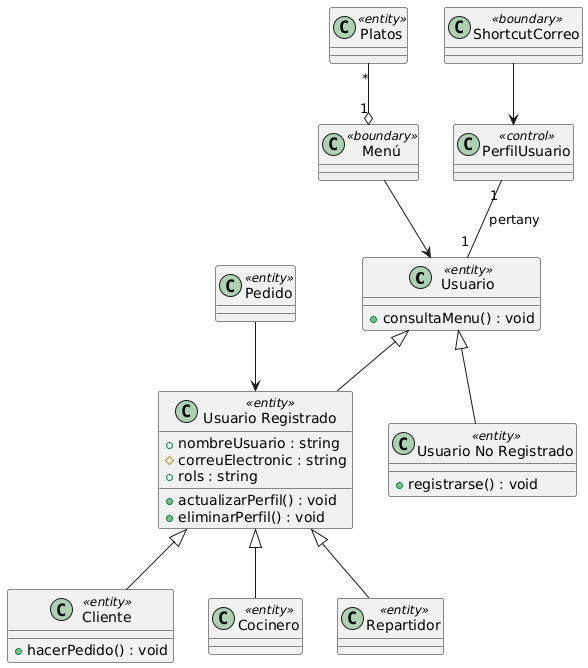 «entity»
Platos
«boundary»
ShortcutCorreo
*
1
«boundary»
Menú
«control»
PerfilUsuario
1
pertany
1
«entity»
Usuario
consultaMenu() : void
«entity»
Pedido
«entity»
Usuario Registrado
nombreUsuario : string
correuElectronic : string
rols : string
actualizarPerfil() : void
eliminarPerfil() : void
«entity»
Usuario No Registrado
registrarse() : void
«entity»
Cliente
hacerPedido() : void
«entity»
Cocinero
«entity»
Repartidor
C
C
C
C
C
C
C
C
C
C
C